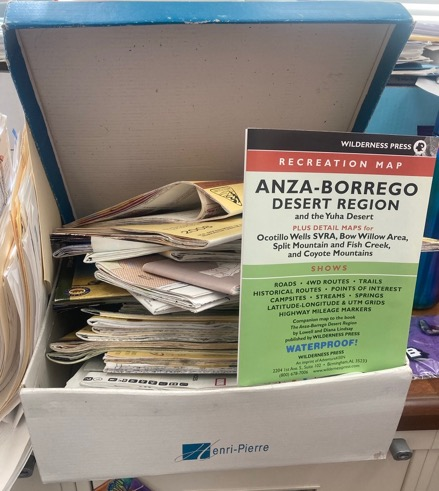 WILDERNESS PRESS
RECREATION MAP
ANZA-BORREGO
DESERT REGION
and the Yuha Desert
PLUS DETAIL MAPS for
Ocotillo Wells SVRA, Bow Willow Area,
Split Mountain and Fish Creek,
and Coyote Mountains
SHOWS
ROADS • 4WD ROUTES • TRAILS
HISTORICAL ROUTES • POINTS OF INTEREST
CAMPSITES • STREAMS • SPRINGS
LATITUDE-LONGITUDE & UTM GRIDS
HIGHWAY MILEAGE MARKERS
Companion map to the book
The Anza-Borrego Desert Region
by Lowell and Diana Lindsay
published by WILDERNESS PRESS
WATERPROOF!
WILDERNESS PRESS
An imprint of AdventureKEEN
2204 1st Ave S, Suite 102 • Birmingham, AL 35233
(800) 678-7006 www.wildernesspress.com
2008
Henri-Pierre